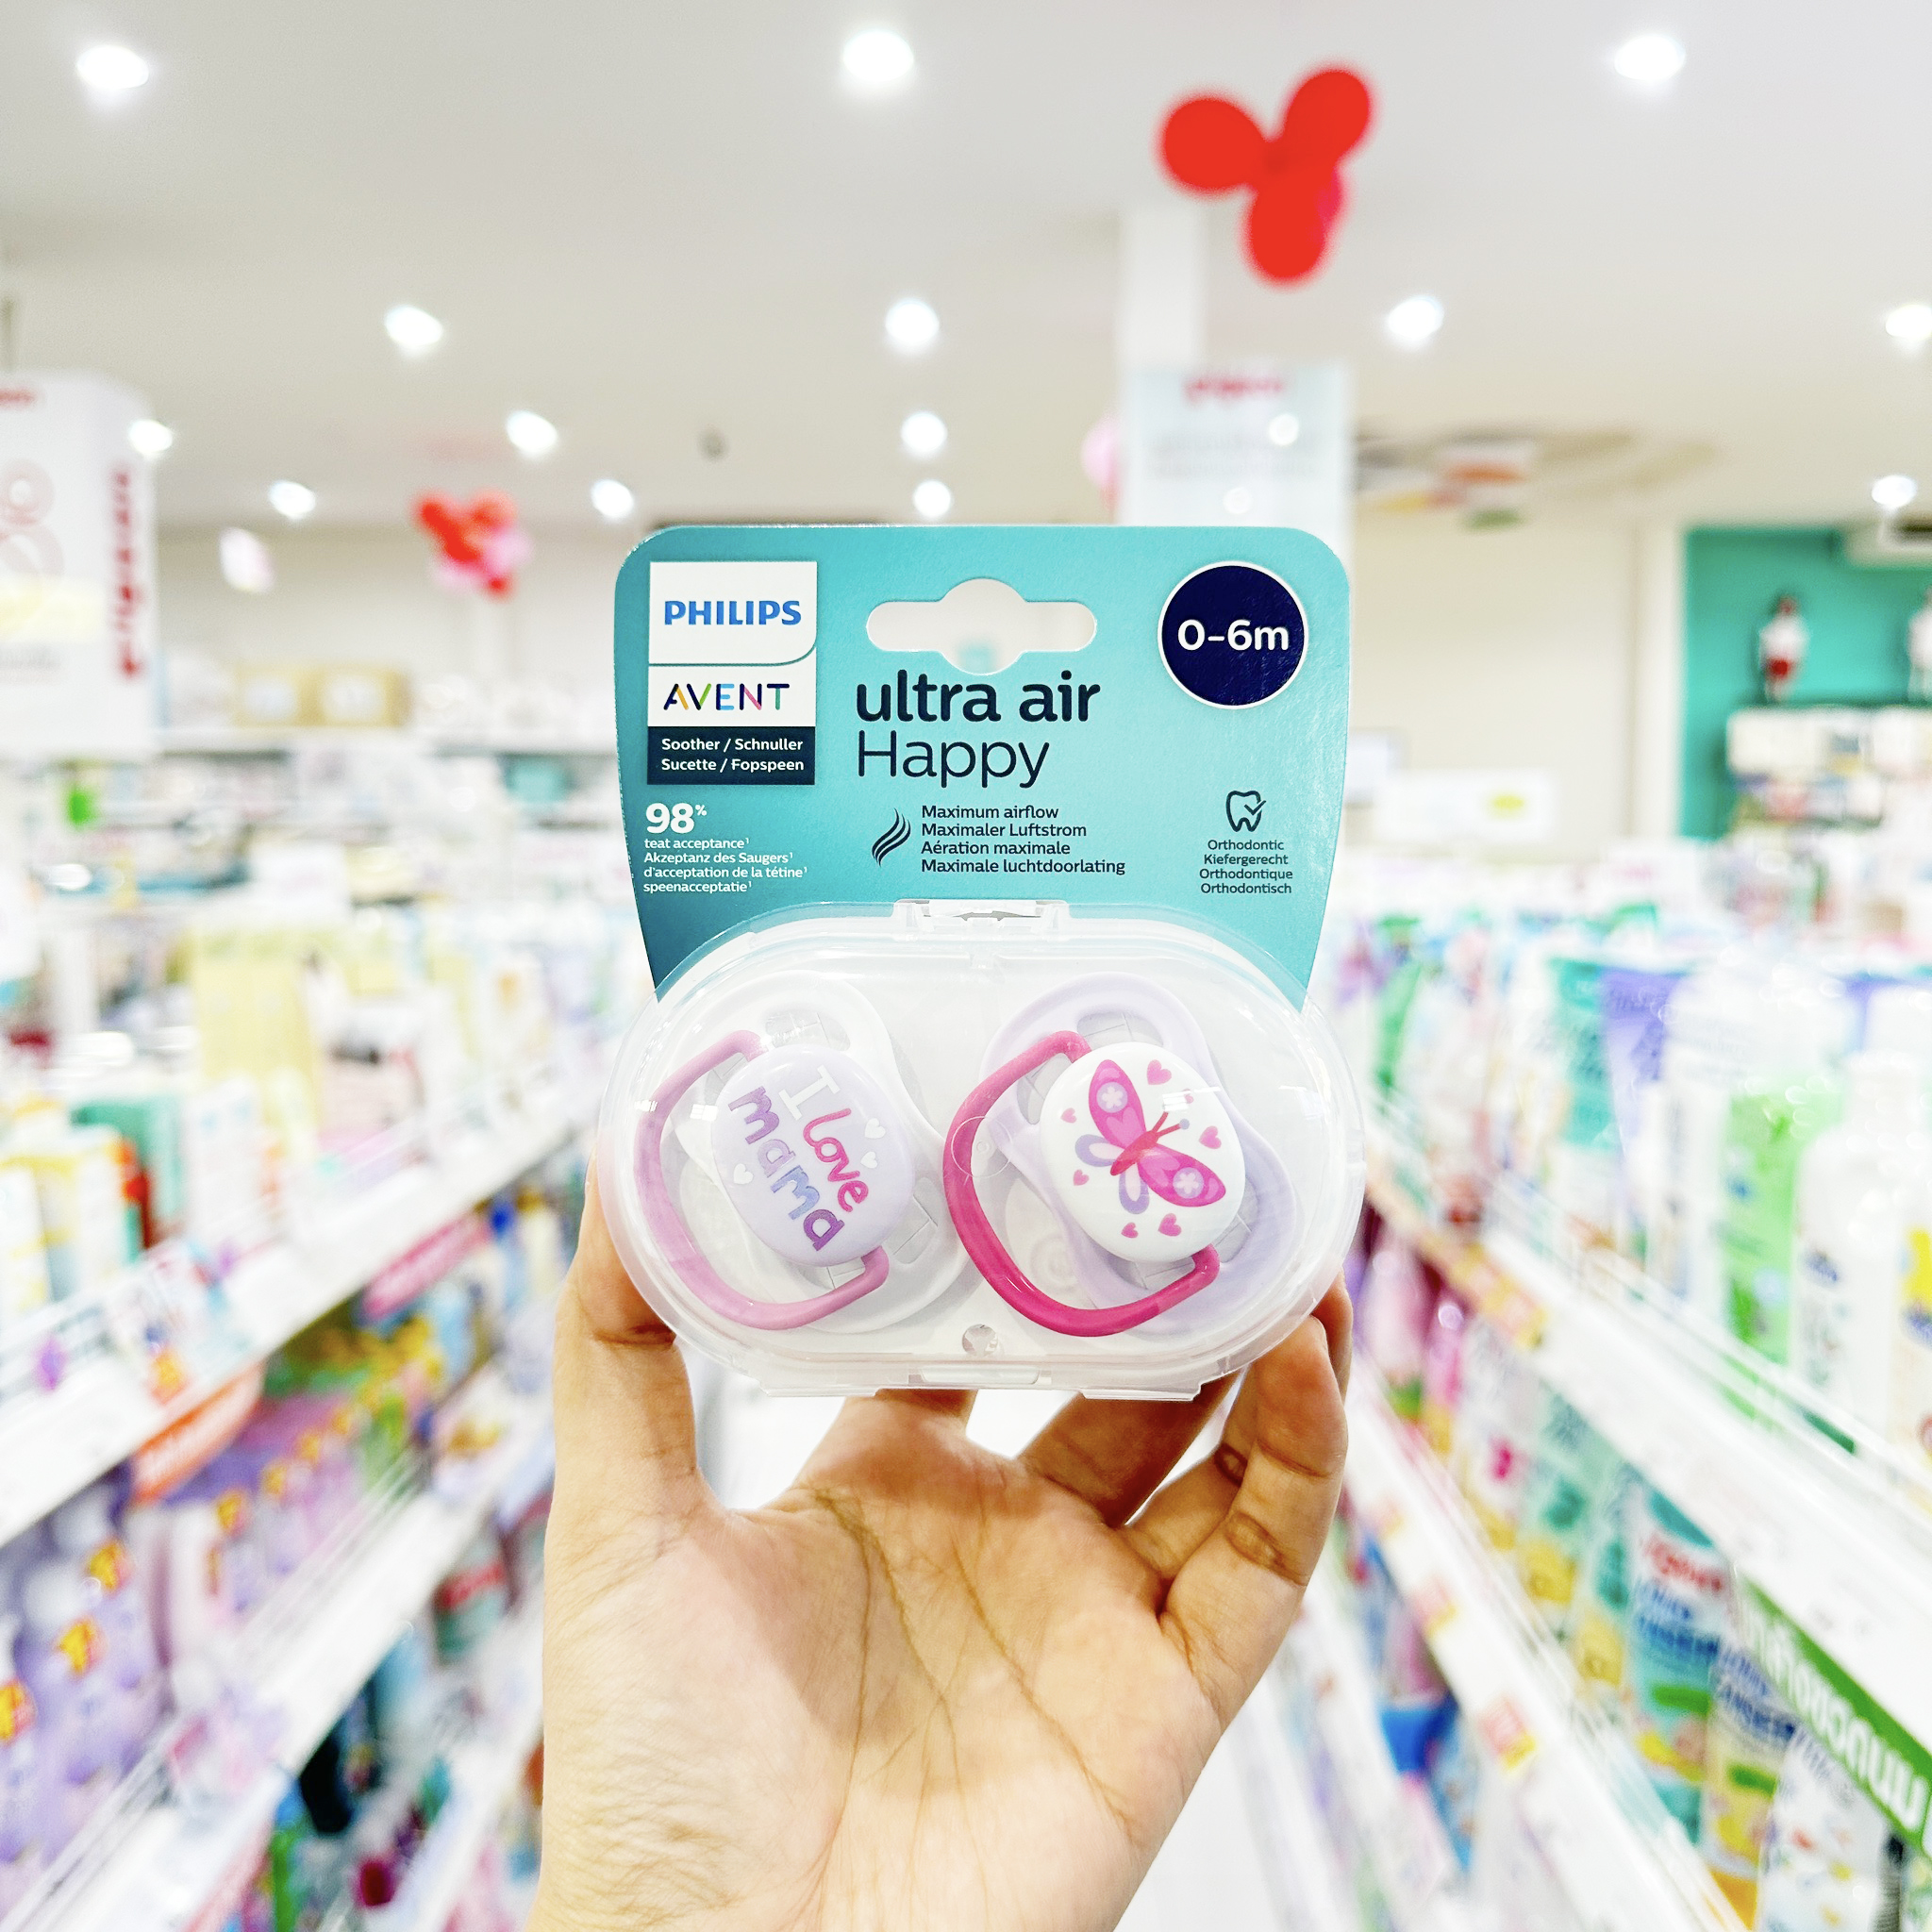 PHILIPS
AVENT
Soother / Schnuller
Sucette / Fopspeen
ultra air
Happy
0-6m
98%
teat acceptance¹
Akzeptanz des Saugers¹
d'acceptation de la tétine¹
speenacceptatie¹
Maximum airflow
Maximaler Luftstrom
Aération maximale
Maximale luchtdoorlating
Orthodontic
Kiefergerecht
Orthodontique
Orthodontisch
I
love
mama